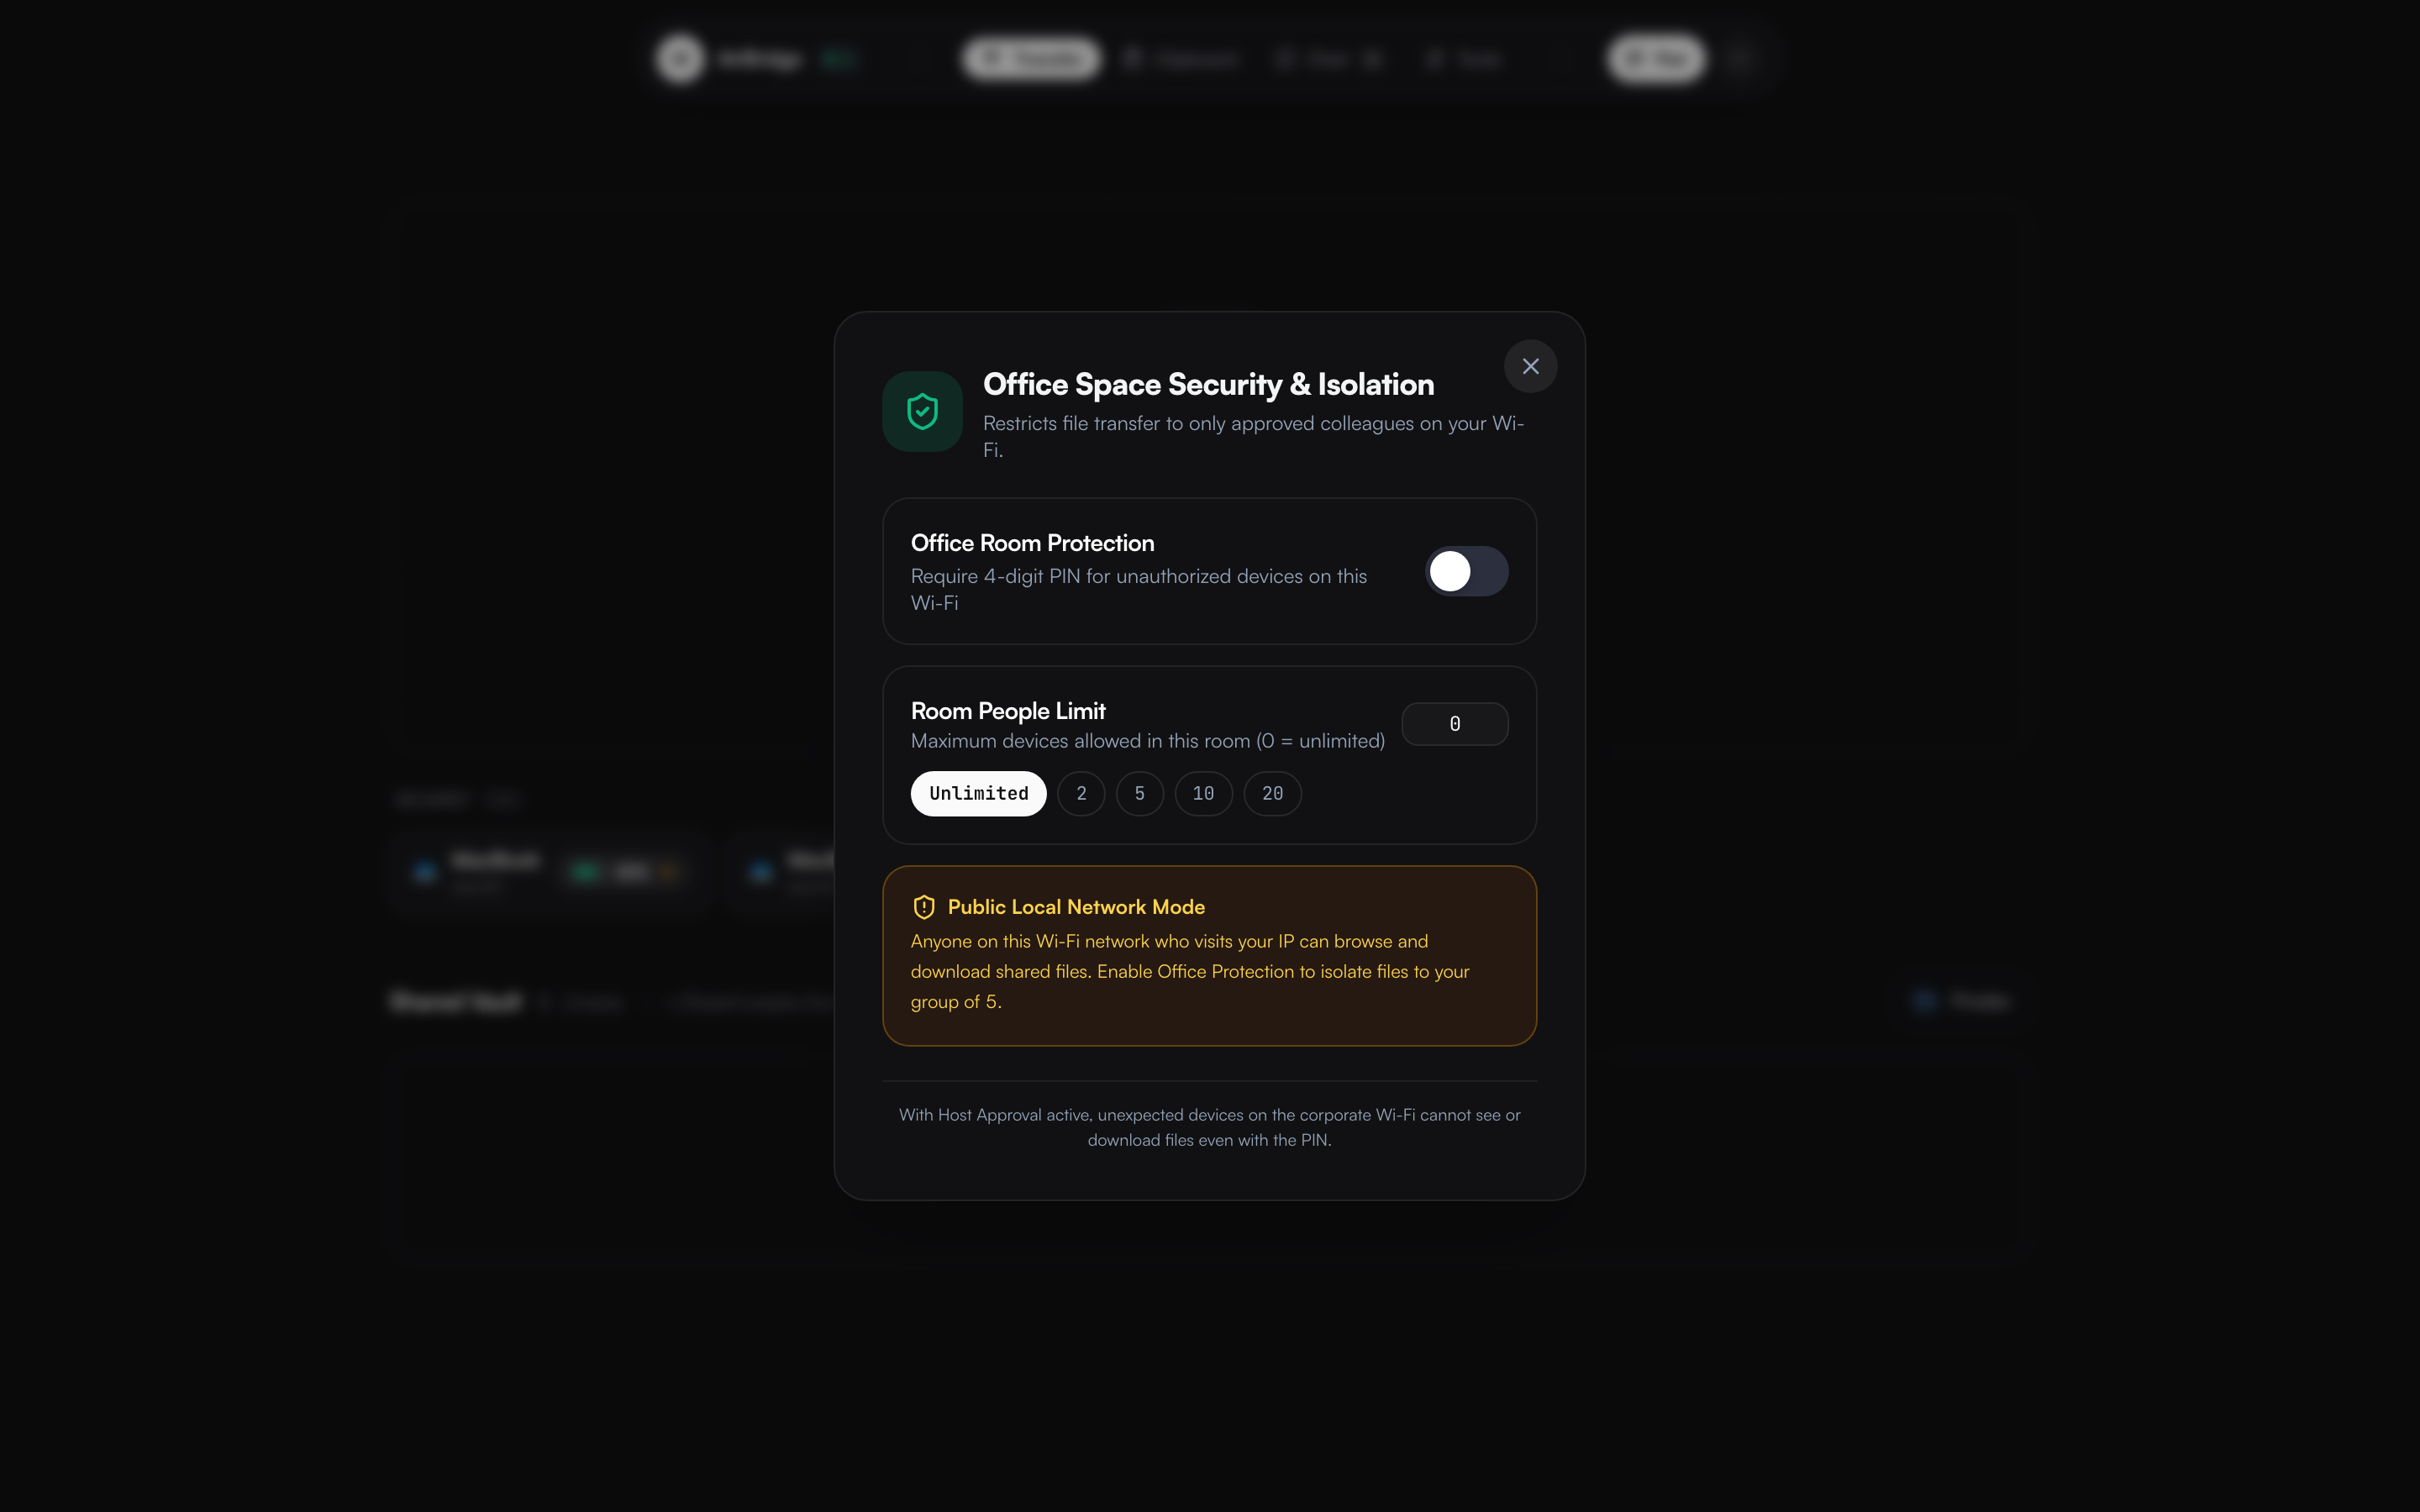 Office Space Security & Isolation
Restricts file transfer to only approved colleagues on your Wi-
Fi.
Office Room Protection
Require 4-digit PIN for unauthorized devices on this
Wi-Fi
Room People Limit
Maximum devices allowed in this room (0 = unlimited)
0
Unlimited 2 5 10 20
Public Local Network Mode
Anyone on this Wi-Fi network who visits your IP can browse and
download shared files. Enable Office Protection to isolate files to your
group of 5.
With Host Approval active, unexpected devices on the corporate Wi-Fi cannot see or
download files even with the PIN.